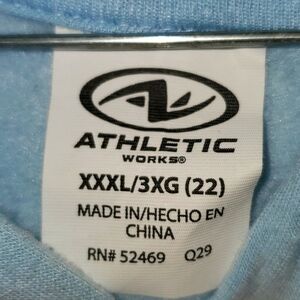 ATHLETIC
WORKS®
XXXL/3XG (22)
MADE IN/HECHO EN
CHINA
RN# 52469 Q29